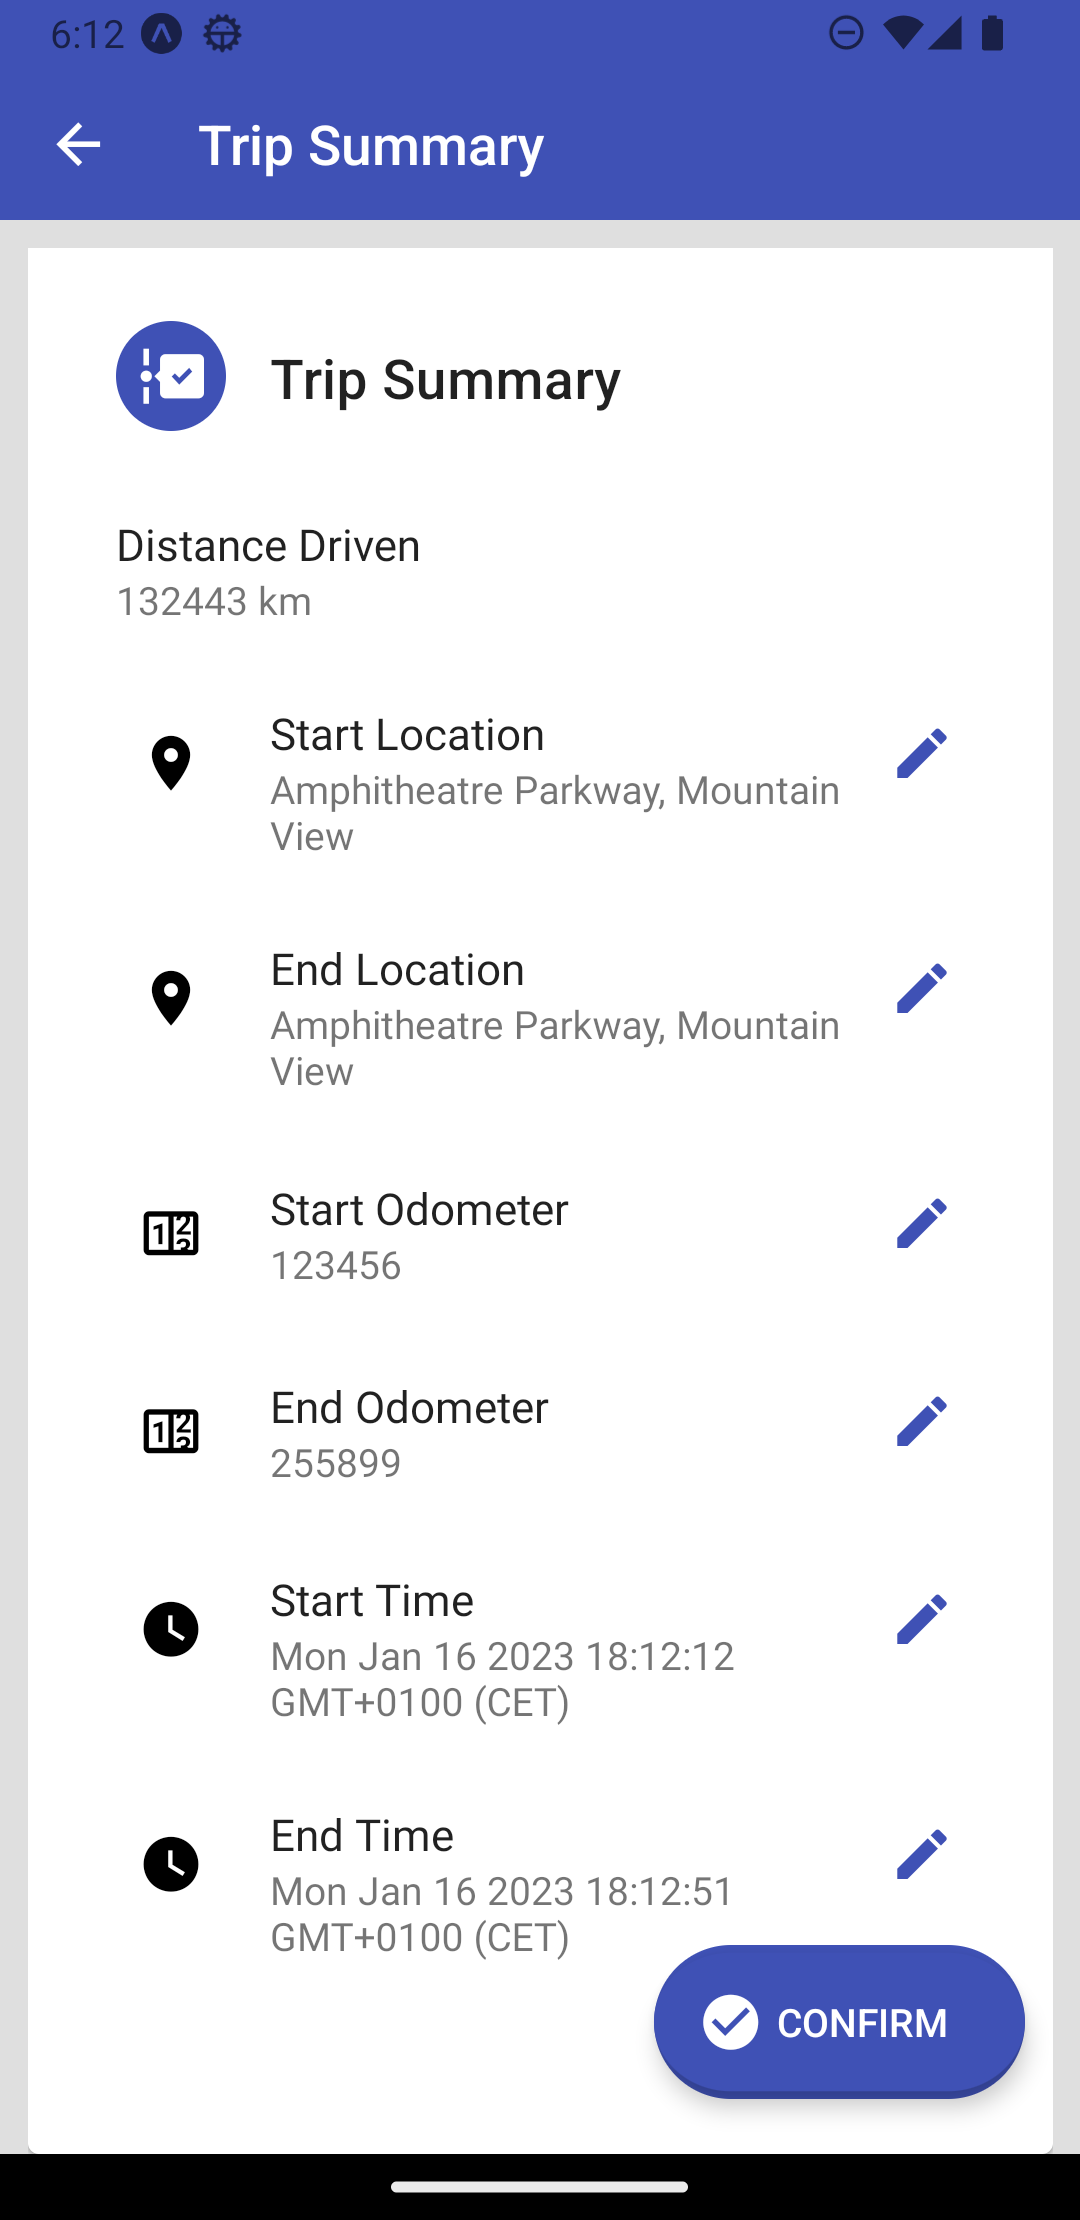 6:12
Trip Summary
Trip Summary
Distance Driven
132443 km
Start Location
Amphitheatre Parkway, Mountain
View
End Location
Amphitheatre Parkway, Mountain
View
Start Odometer
123456
End Odometer
255899
Start Time
Mon Jan 16 2023 18:12:12
GMT+0100 (CET)
End Time
Mon Jan 16 2023 18:12:51
GMT+0100 (CET)
CONFIRM